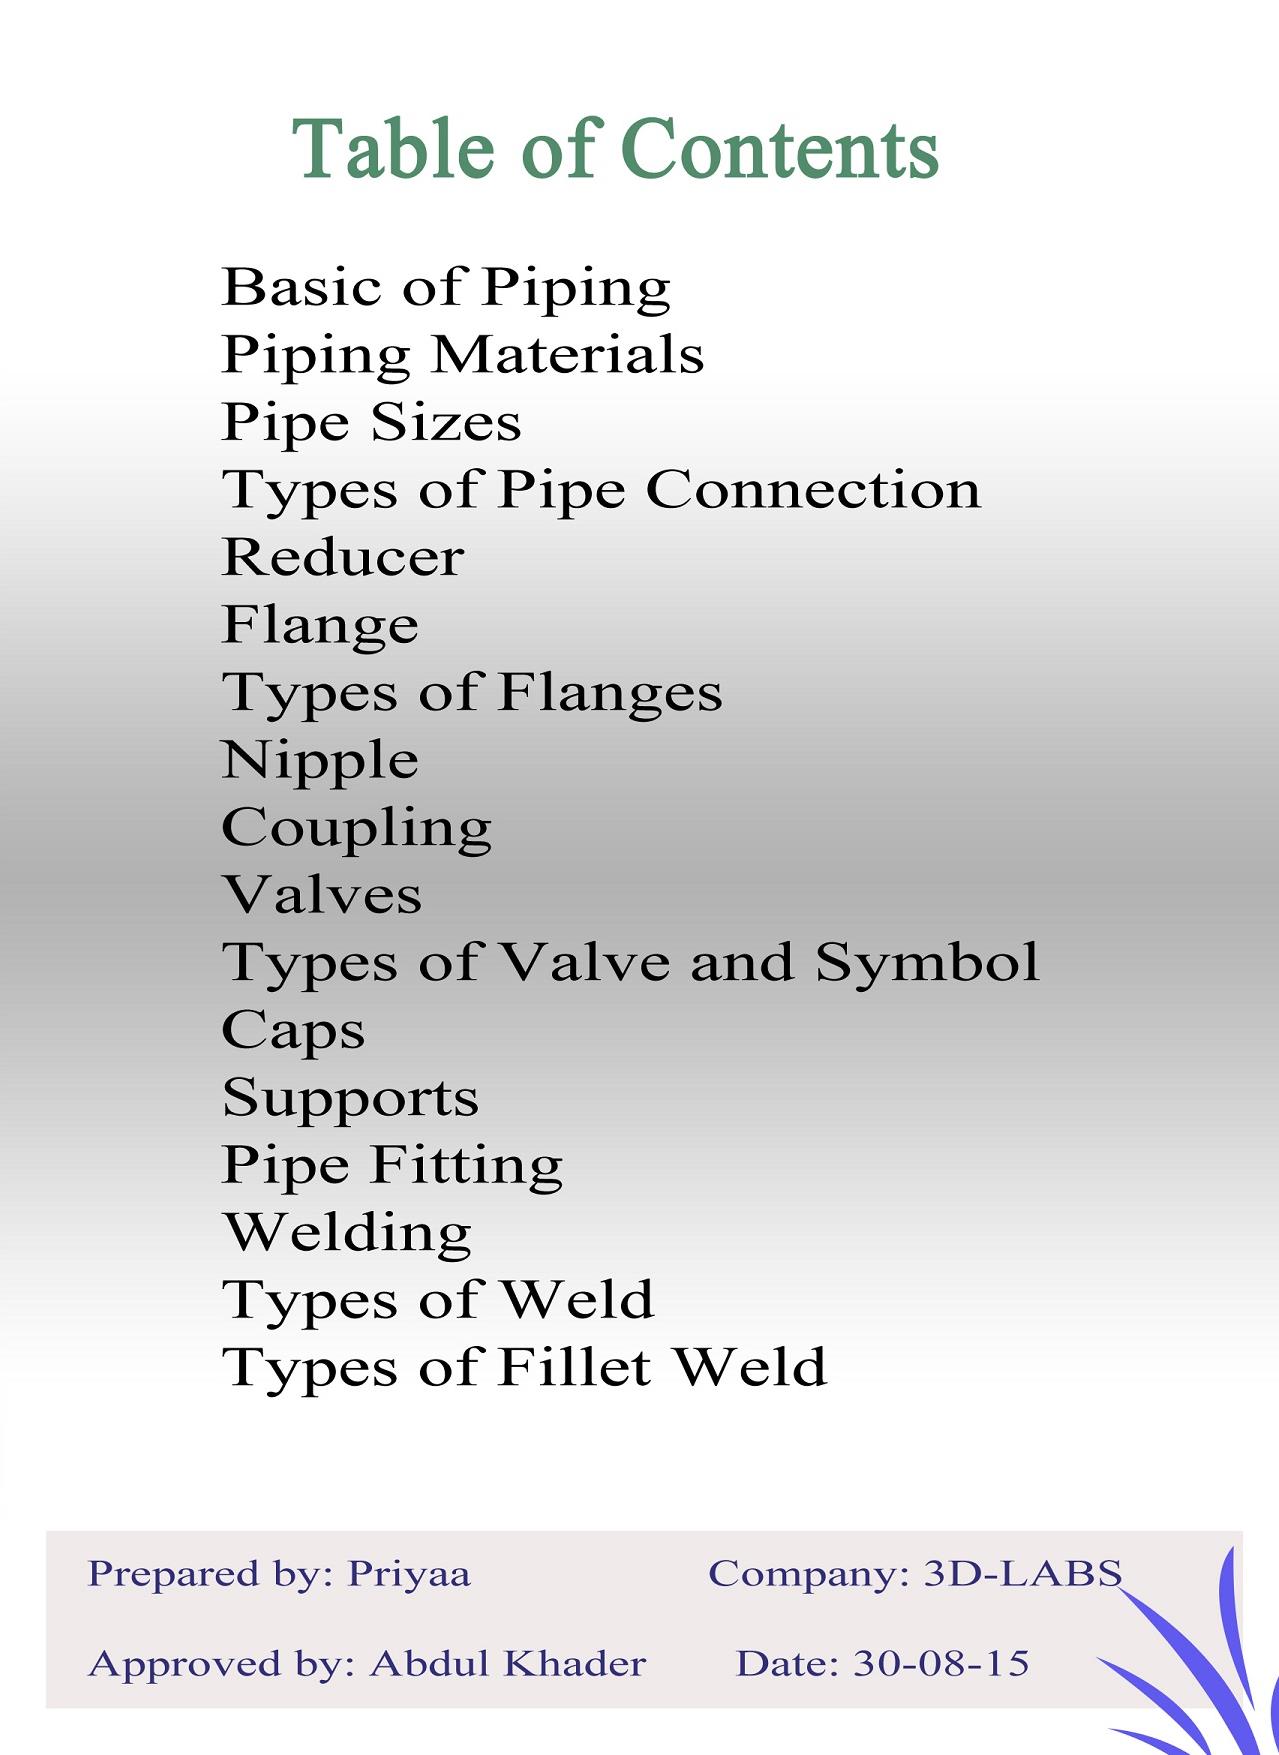 Table of Contents
Basic of Piping
Piping Materials
Pipe Sizes
Types of Pipe Connection
Reducer
Flange
Types of Flanges
Nipple
Coupling
Valves
Types of Valve and Symbol
Caps
Supports
Pipe Fitting
Welding
Types of Weld
Types of Fillet Weld
Prepared by: Priyaa Company: 3D-LABS
Approved by: Abdul Khader Date: 30-08-15